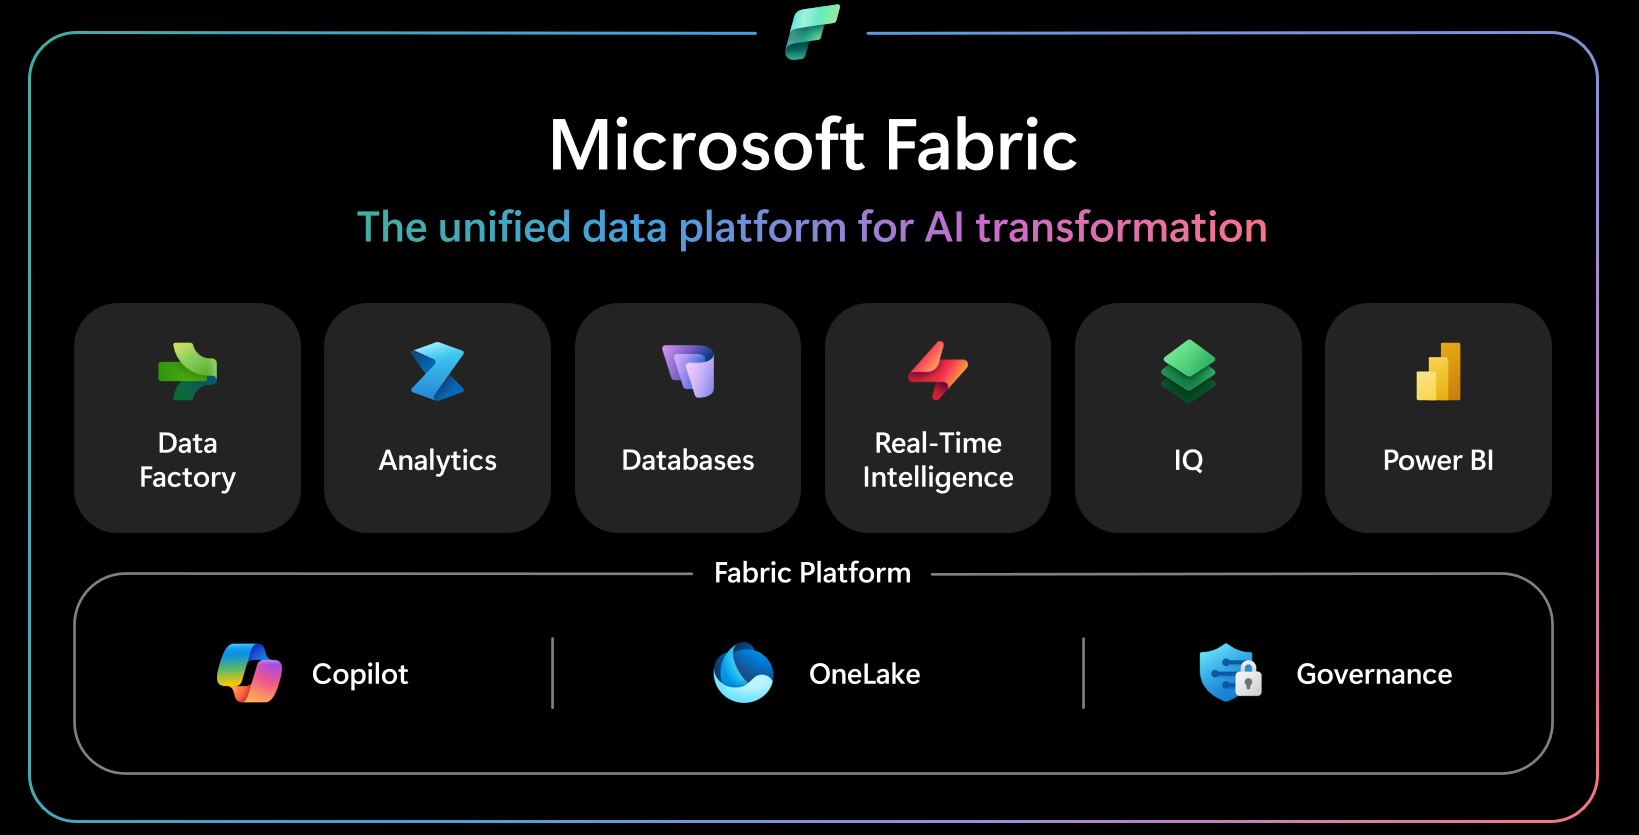 Microsoft Fabric
The unified data platform for AI transformation
Data
Factory
Analytics
Databases
Real-Time
Intelligence
IQ
Power BI
Fabric Platform
Copilot
OneLake
Governance